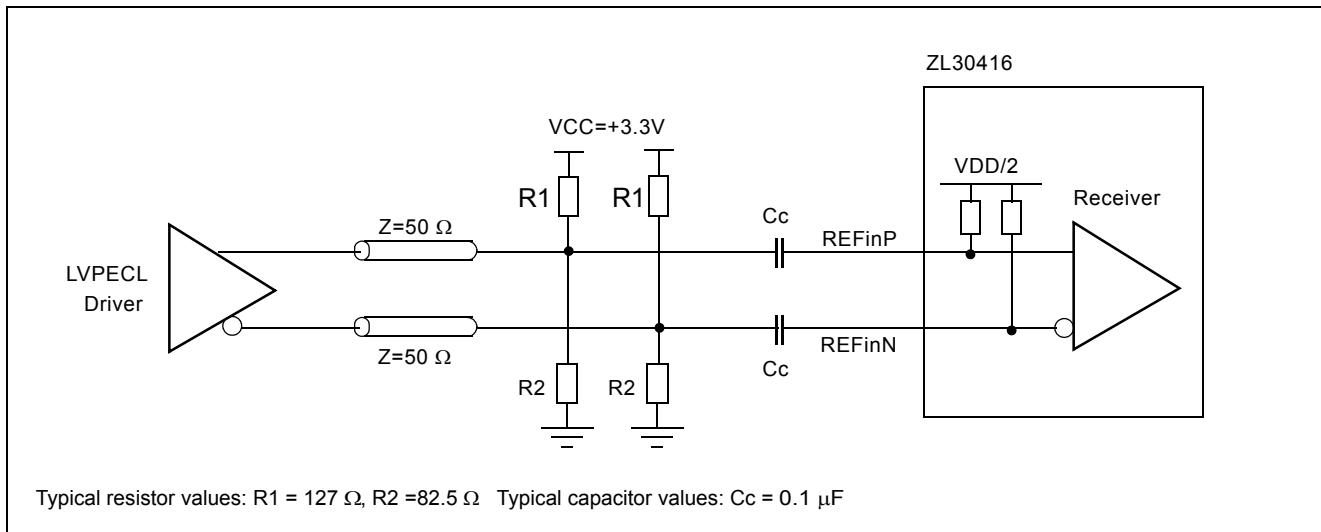 ZL30416
VCC=+3.3V
VDD/2
R1
R1
Receiver
Cc
Z=50 Ω
REFinP
LVPECL
Driver
REFinN
Z=50 Ω
Cc
R2
R2
Typical resistor values: R1 = 127 Ω, R2 =82.5 Ω Typical capacitor values: Cc = 0.1 μF